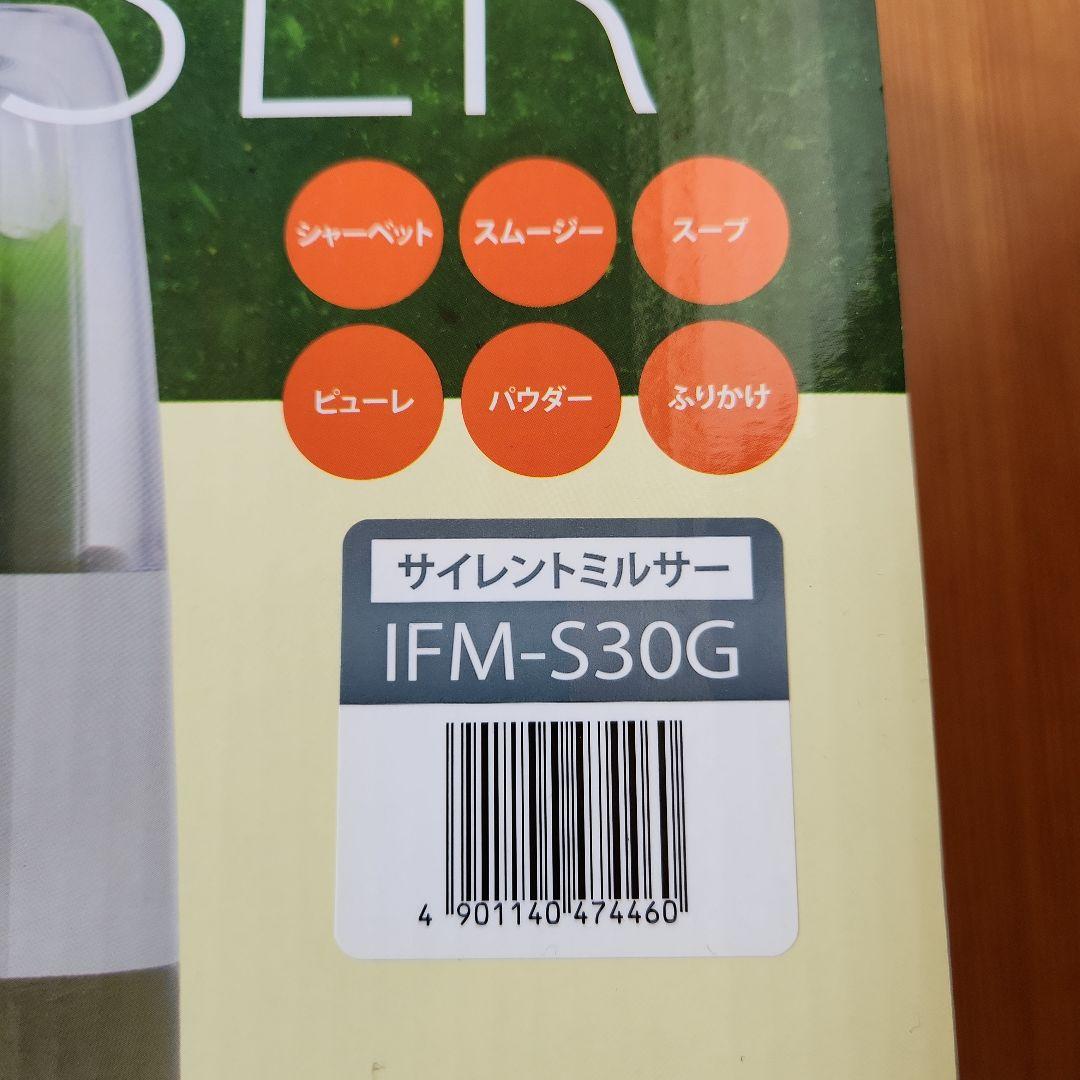 SER
シャーベット スムージー スープ
ピューレ パウダー ふりかけ
サイレントミルサー
IFM-S30G
4 901140 474460